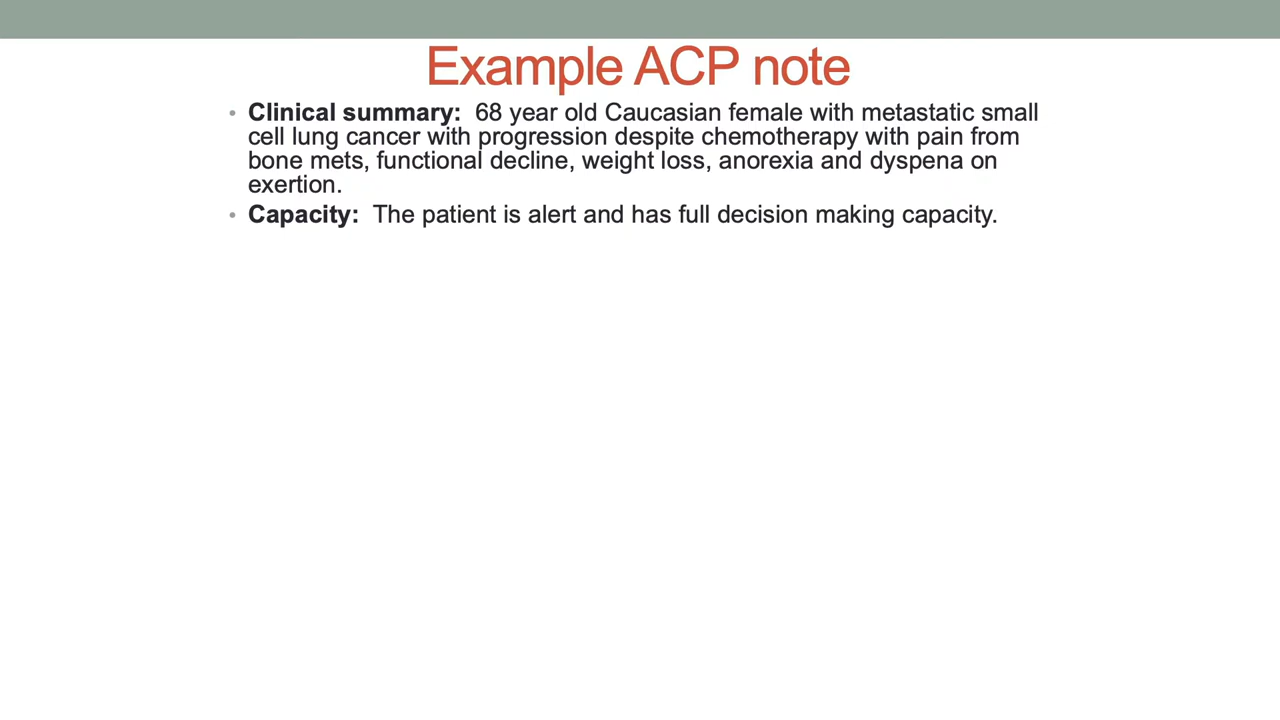 Example ACP note
• Clinical summary:  68 year old Caucasian female with metastatic small
cell lung cancer with progression despite chemotherapy with pain from
bone mets, functional decline, weight loss, anorexia and dyspena on
exertion.
• Capacity:  The patient is alert and has full decision making capacity.